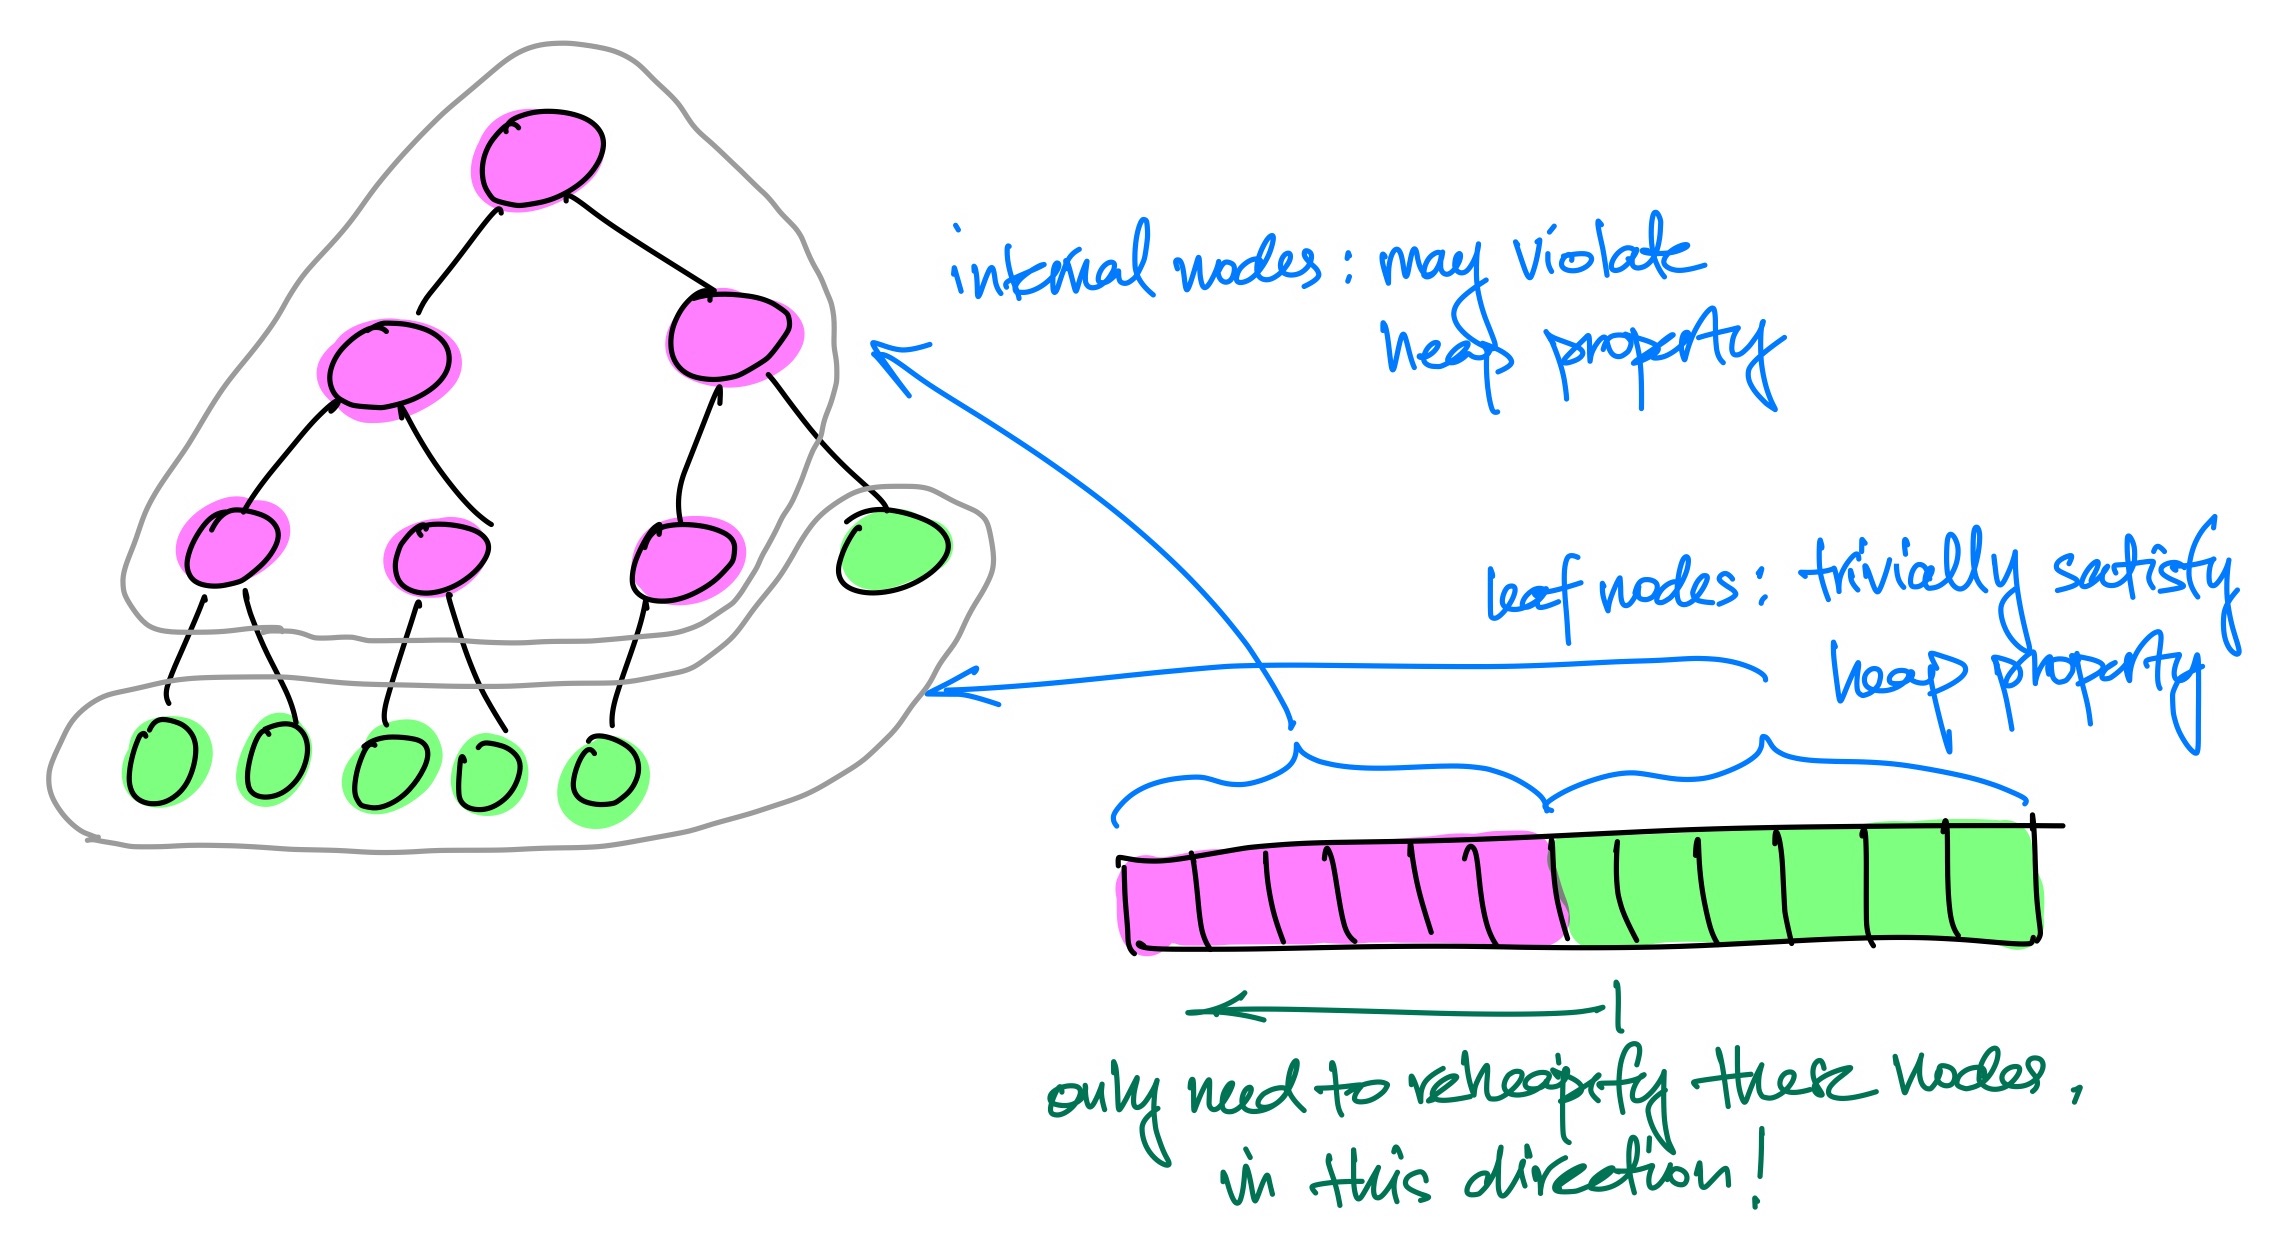 internal nodes: may violate
heap property
leaf nodes: trivially satisfy
heap property
only need to reheapify these nodes,
in this direction!